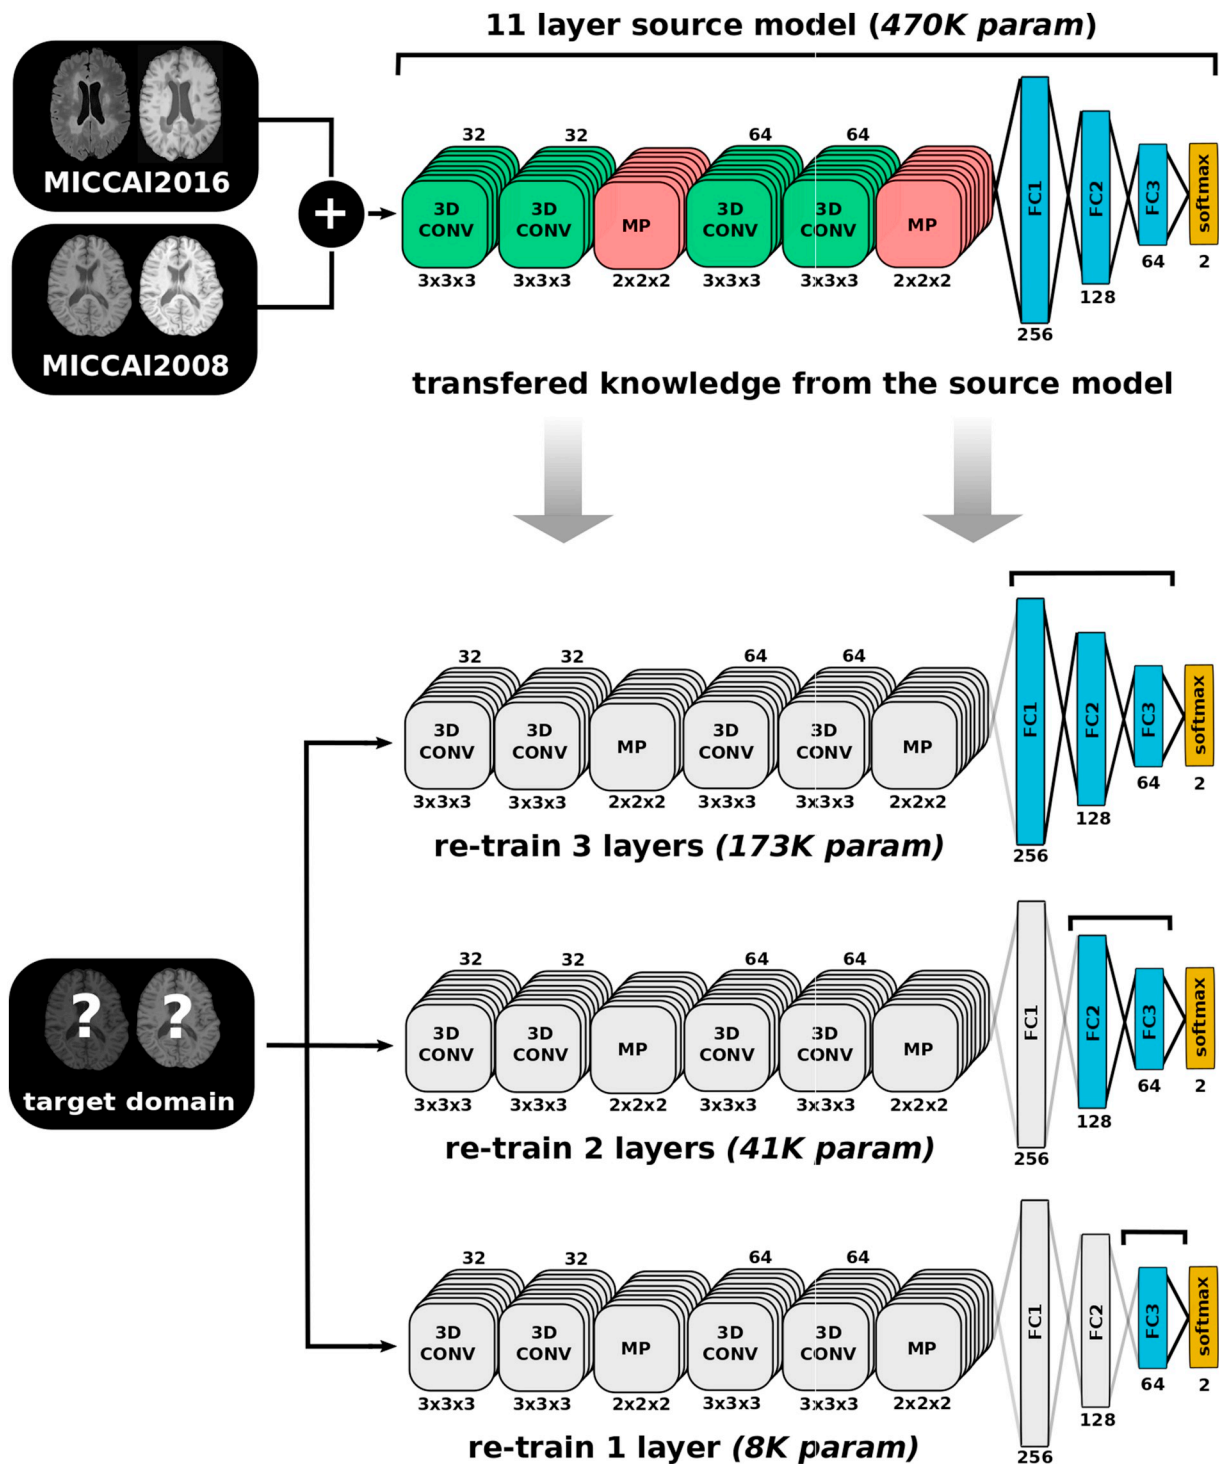 11 layer source model (470K param)
MICCAI2016
MICCAI2008
+
32 32 64 64
3D CONV 3D CONV MP 3D CONV 3D CONV MP FC1 FC2 FC3 softmax
3x3x3 3x3x3 2x2x2 3x3x3 3x3x3 2x2x2 256 128 64 2
transfered knowledge from the source model
32 32 64 64
3D CONV 3D CONV MP 3D CONV 3D CONV MP FC1 FC2 FC3 softmax
3x3x3 3x3x3 2x2x2 3x3x3 3x3x3 2x2x2 256 128 64 2
re-train 3 layers (173K param)
? ?
target domain
32 32 64 64
3D CONV 3D CONV MP 3D CONV 3D CONV MP FC1 FC2 FC3 softmax
3x3x3 3x3x3 2x2x2 3x3x3 3x3x3 2x2x2 256 128 64 2
re-train 2 layers (41K param)
32 32 64 64
3D CONV 3D CONV MP 3D CONV 3D CONV MP FC1 FC2 FC3 softmax
3x3x3 3x3x3 2x2x2 3x3x3 3x3x3 2x2x2 256 128 64 2
re-train 1 layer (8K param)